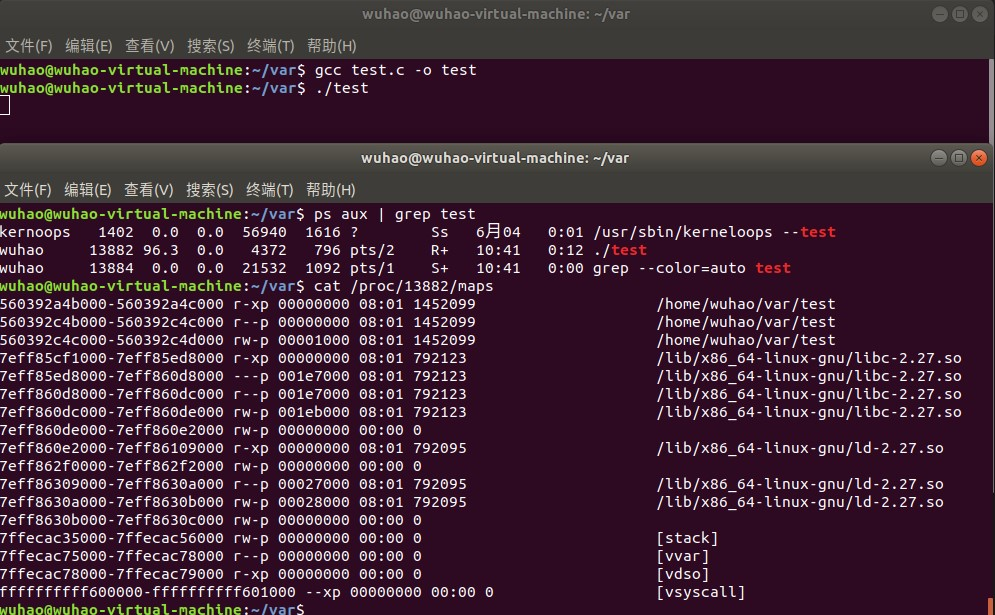 wuhao@wuhao-virtual-machine: ~/var
文件(F) 编辑(E) 查看(V) 搜索(S) 终端(T) 帮助(H)
wuhao@wuhao-virtual-machine:~/var$ gcc test.c -o test
wuhao@wuhao-virtual-machine:~/var$ ./test
wuhao@wuhao-virtual-machine: ~/var
文件(F) 编辑(E) 查看(V) 搜索(S) 终端(T) 帮助(H)
wuhao@wuhao-virtual-machine:~/var$ ps aux | grep test
kernoops   1402  0.0  0.0  56940  1616 ?        Ss   6月04   0:01 /usr/sbin/kerneloops --test
wuhao     13882 96.3  0.0   4372   796 pts/2    R+   10:41   0:12 ./test
wuhao     13884  0.0  0.0  21532  1092 pts/1    S+   10:41   0:00 grep --color=auto test
wuhao@wuhao-virtual-machine:~/var$ cat /proc/13882/maps
560392a4b000-560392a4c000 r-xp 00000000 08:01 1452099                    /home/wuhao/var/test
560392c4b000-560392c4c000 r--p 00000000 08:01 1452099                    /home/wuhao/var/test
560392c4c000-560392c4d000 rw-p 00001000 08:01 1452099                    /home/wuhao/var/test
7eff85cf1000-7eff85ed8000 r-xp 00000000 08:01 792123                     /lib/x86_64-linux-gnu/libc-2.27.so
7eff85ed8000-7eff860d8000 ---p 001e7000 08:01 792123                     /lib/x86_64-linux-gnu/libc-2.27.so
7eff860d8000-7eff860dc000 r--p 001e7000 08:01 792123                     /lib/x86_64-linux-gnu/libc-2.27.so
7eff860dc000-7eff860de000 rw-p 001eb000 08:01 792123                     /lib/x86_64-linux-gnu/libc-2.27.so
7eff860de000-7eff860e2000 rw-p 00000000 00:00 0
7eff860e2000-7eff86109000 r-xp 00000000 08:01 792095                     /lib/x86_64-linux-gnu/ld-2.27.so
7eff862f0000-7eff862f2000 rw-p 00000000 00:00 0
7eff86309000-7eff8630a000 r--p 00027000 08:01 792095                     /lib/x86_64-linux-gnu/ld-2.27.so
7eff8630a000-7eff8630b000 rw-p 00028000 08:01 792095                     /lib/x86_64-linux-gnu/ld-2.27.so
7eff8630b000-7eff8630c000 rw-p 00000000 00:00 0
7ffecac35000-7ffecac56000 rw-p 00000000 00:00 0                          [stack]
7ffecac75000-7ffecac78000 r--p 00000000 00:00 0                          [vvar]
7ffecac78000-7ffecac79000 r-xp 00000000 00:00 0                          [vdso]
ffffffffff600000-ffffffffff601000 --xp 00000000 00:00 0                  [vsyscall]
wuhao@wuhao-virtual-machine:~/var$